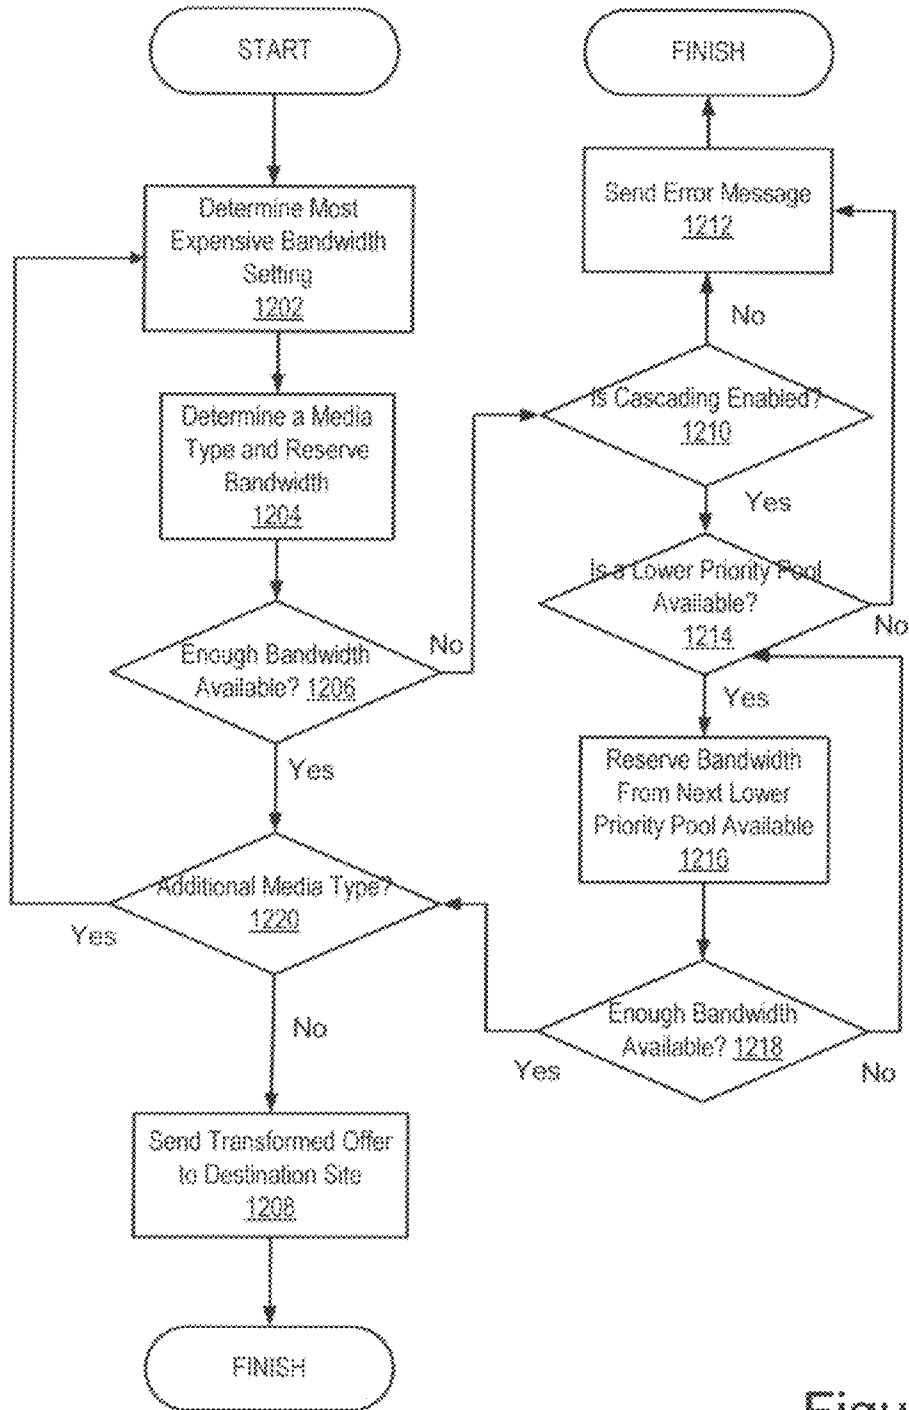 START
Determine Most
Expensive Bandwidth
Setting
1202
Determine a Media
Type and Reserve
Bandwidth
1204
Enough Bandwidth
Available? 1206
No
Yes
Additional Media Type?
1220
Yes
No
Send Transformed Offer
to Destination Site
1208
FINISH
FINISH
Send Error Message
1212
No
Is Cascading Enabled?
1210
Yes
Is a Lower Priority Pool
Available?
1214
No
Yes
Reserve Bandwidth
From Next Lower
Priority Pool Available
1216
Enough Bandwidth
Available? 1218
Yes
No